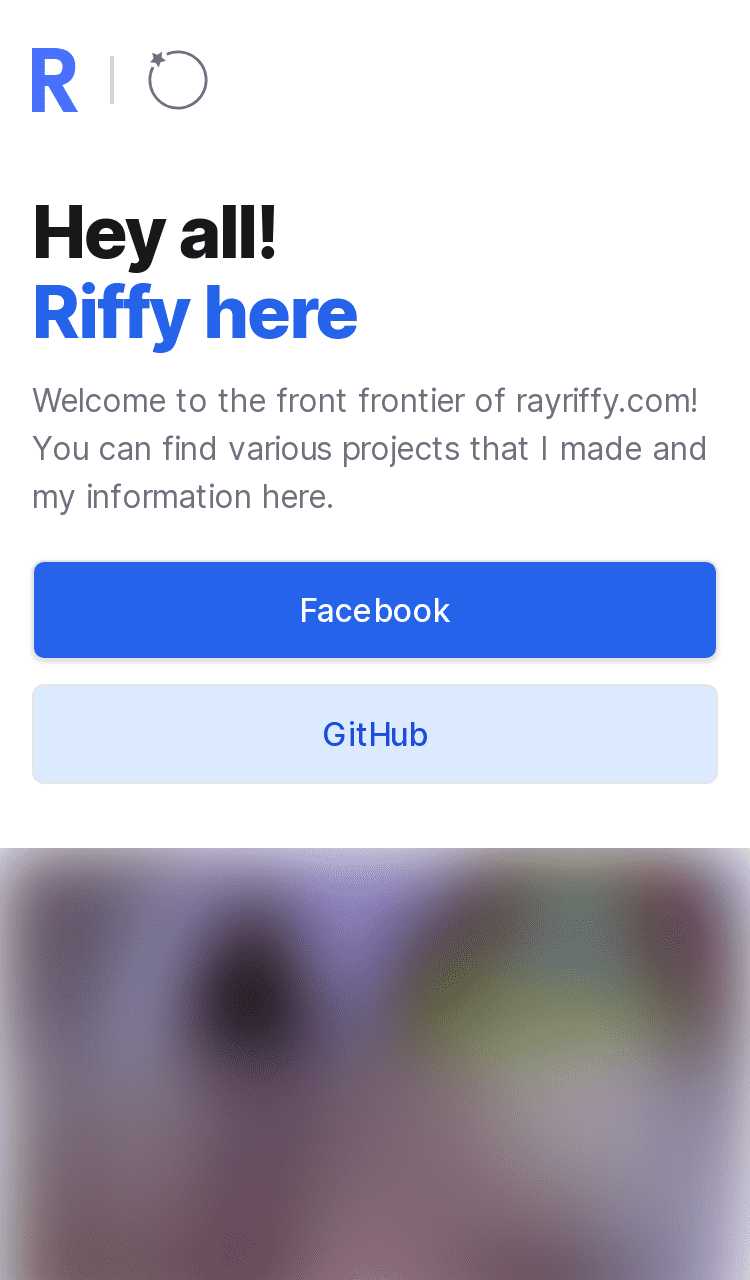 R
Hey all!
Riffy here
Welcome to the front frontier of rayriffy.com!
You can find various projects that I made and
my information here.
Facebook
GitHub